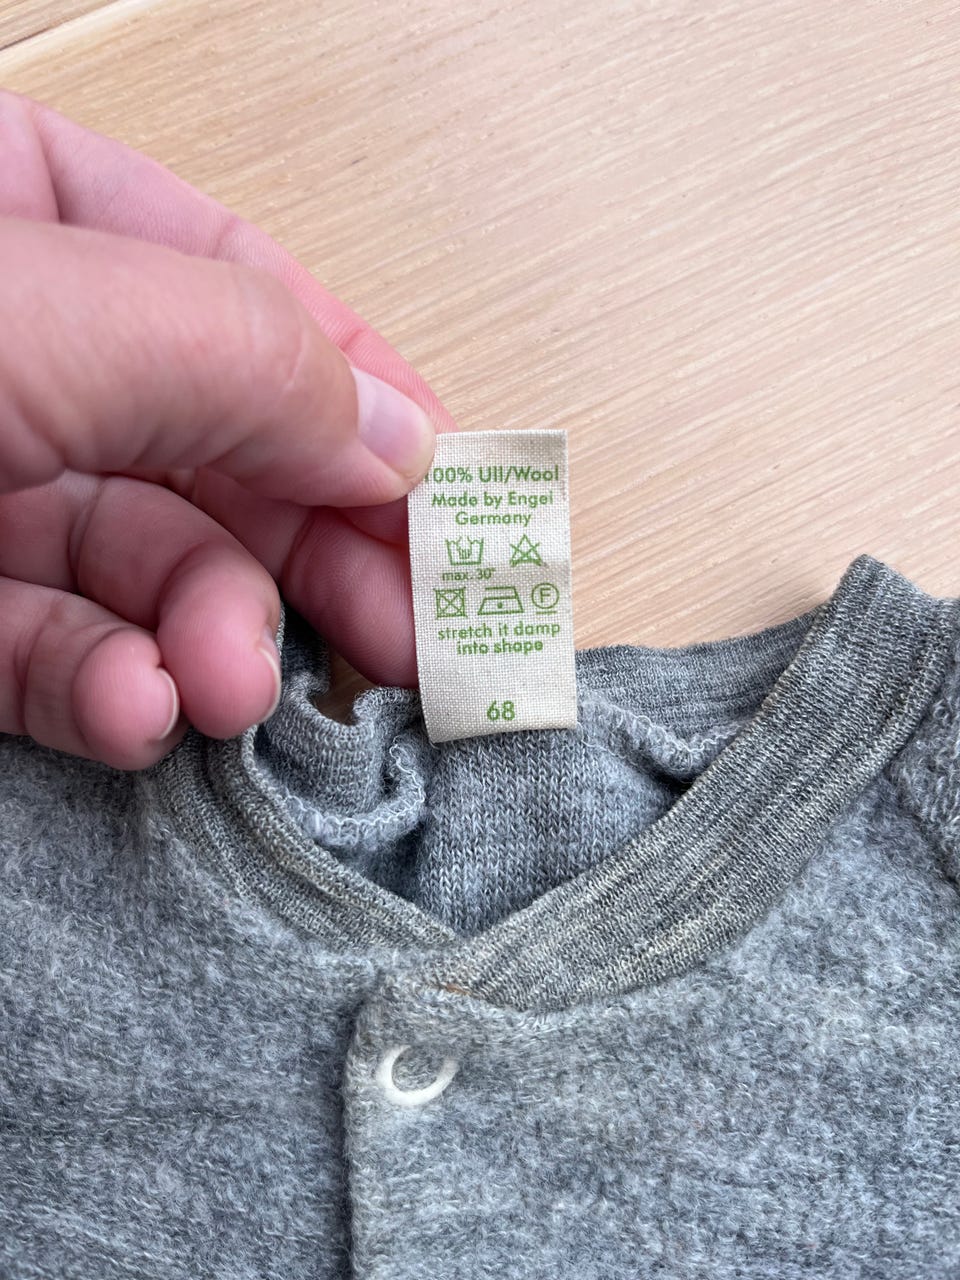 100% Ull/Wool
Made by Engel
Germany
max. 30°
F
stretch it damp
into shape
68